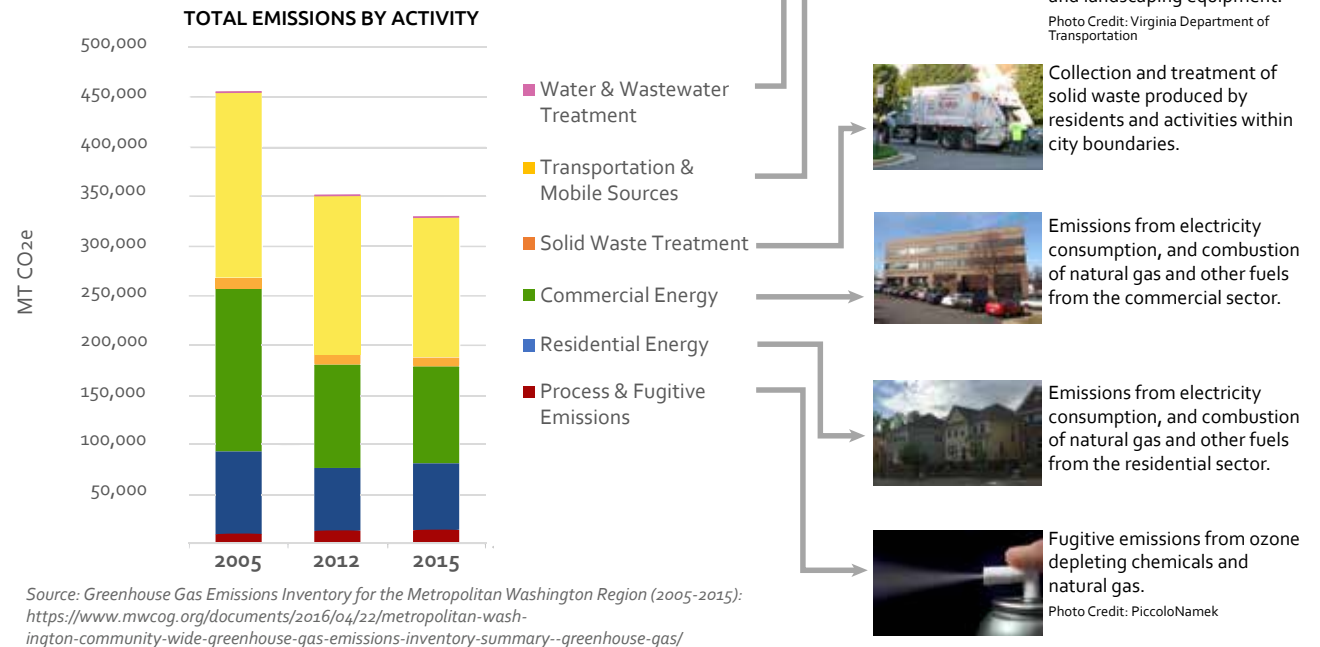 TOTAL EMISSIONS BY ACTIVITY
500,000
450,000
400,000
350,000
300,000
250,000
200,000
150,000
100,000
50,000
MT CO2e
2005
2012
2015
Water & Wastewater
Treatment
Transportation &
Mobile Sources
Solid Waste Treatment
Commercial Energy
Residential Energy
Process & Fugitive
Emissions
and landscaping equipment.
Photo Credit: Virginia Department of
Transportation
Collection and treatment of
solid waste produced by
residents and activities within
city boundaries.
Emissions from electricity
consumption, and combustion
of natural gas and other fuels
from the commercial sector.
Emissions from electricity
consumption, and combustion
of natural gas and other fuels
from the residential sector.
Fugitive emissions from ozone
depleting chemicals and
natural gas.
Photo Credit: PiccoloNamek
Source: Greenhouse Gas Emissions Inventory for the Metropolitan Washington Region (2005-2015):
https://www.mwcog.org/documents/2016/04/22/metropolitan-wash-
ington-community-wide-greenhouse-gas-emissions-inventory-summary--greenhouse-gas/